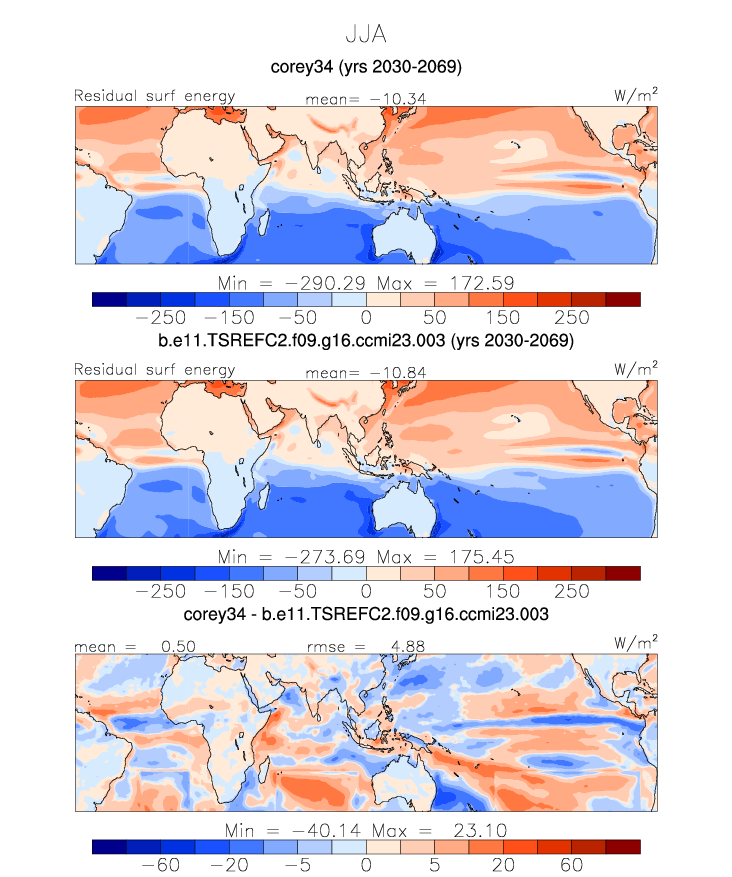 JJA
corey34 (yrs 2030-2069)
Residual surf energy mean= −10.34 W/m²
Min = −290.29 Max = 172.59
−250 −150 −50 0 50 150 250
b.e11.TSREFC2.f09.g16.ccmi23.003 (yrs 2030-2069)
Residual surf energy mean= −10.84 W/m²
Min = −273.69 Max = 175.45
−250 −150 −50 0 50 150 250
corey34 - b.e11.TSREFC2.f09.g16.ccmi23.003
mean = 0.50 rmse = 4.88 W/m²
Min = −40.14 Max = 23.10
−60 −20 −5 0 5 20 60